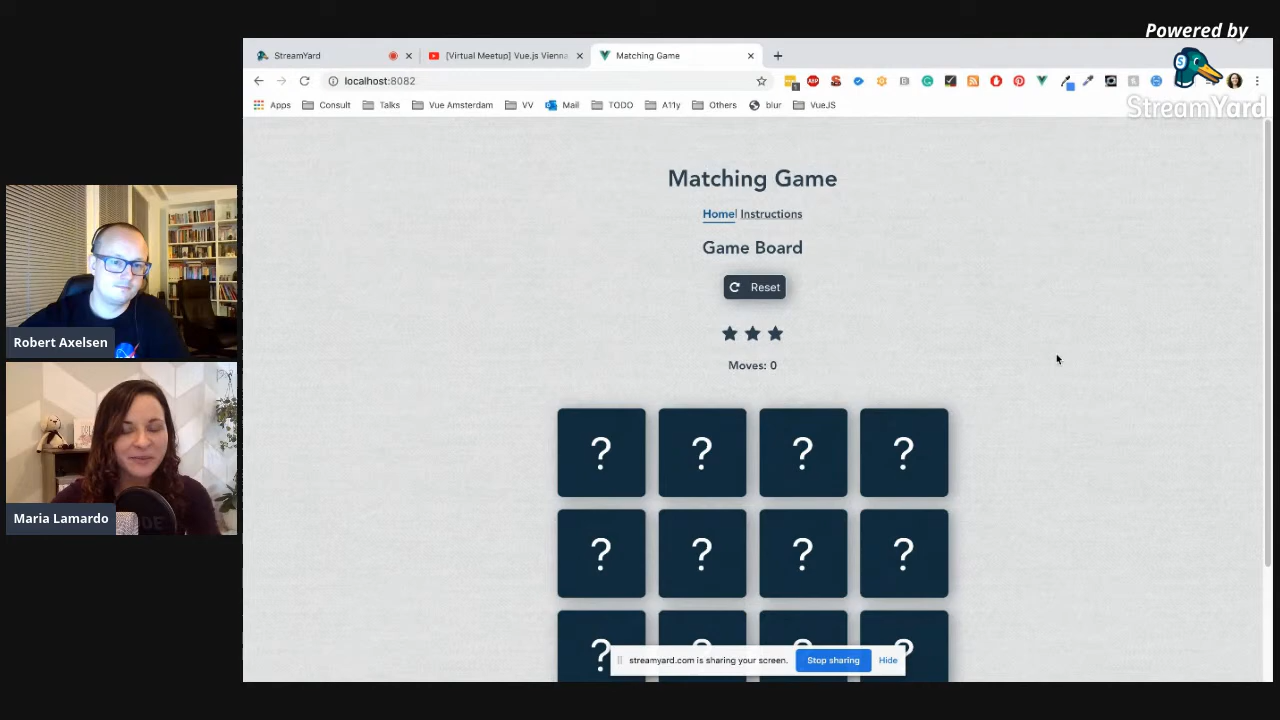 Powered by
StreamYard
StreamYard
[Virtual Meetup] Vue.js Vienna
Matching Game
localhost:8082
Apps
Consult
Talks
Vue Amsterdam
VV
Mail
TODO
A11y
Others
blur
VueJS
Matching Game
Home| Instructions
Game Board
Reset
Moves: 0
? ? ? ?
? ? ? ?
? ? ? ?
streamyard.com is sharing your screen.
Stop sharing
Hide
Robert Axelsen
Maria Lamardo